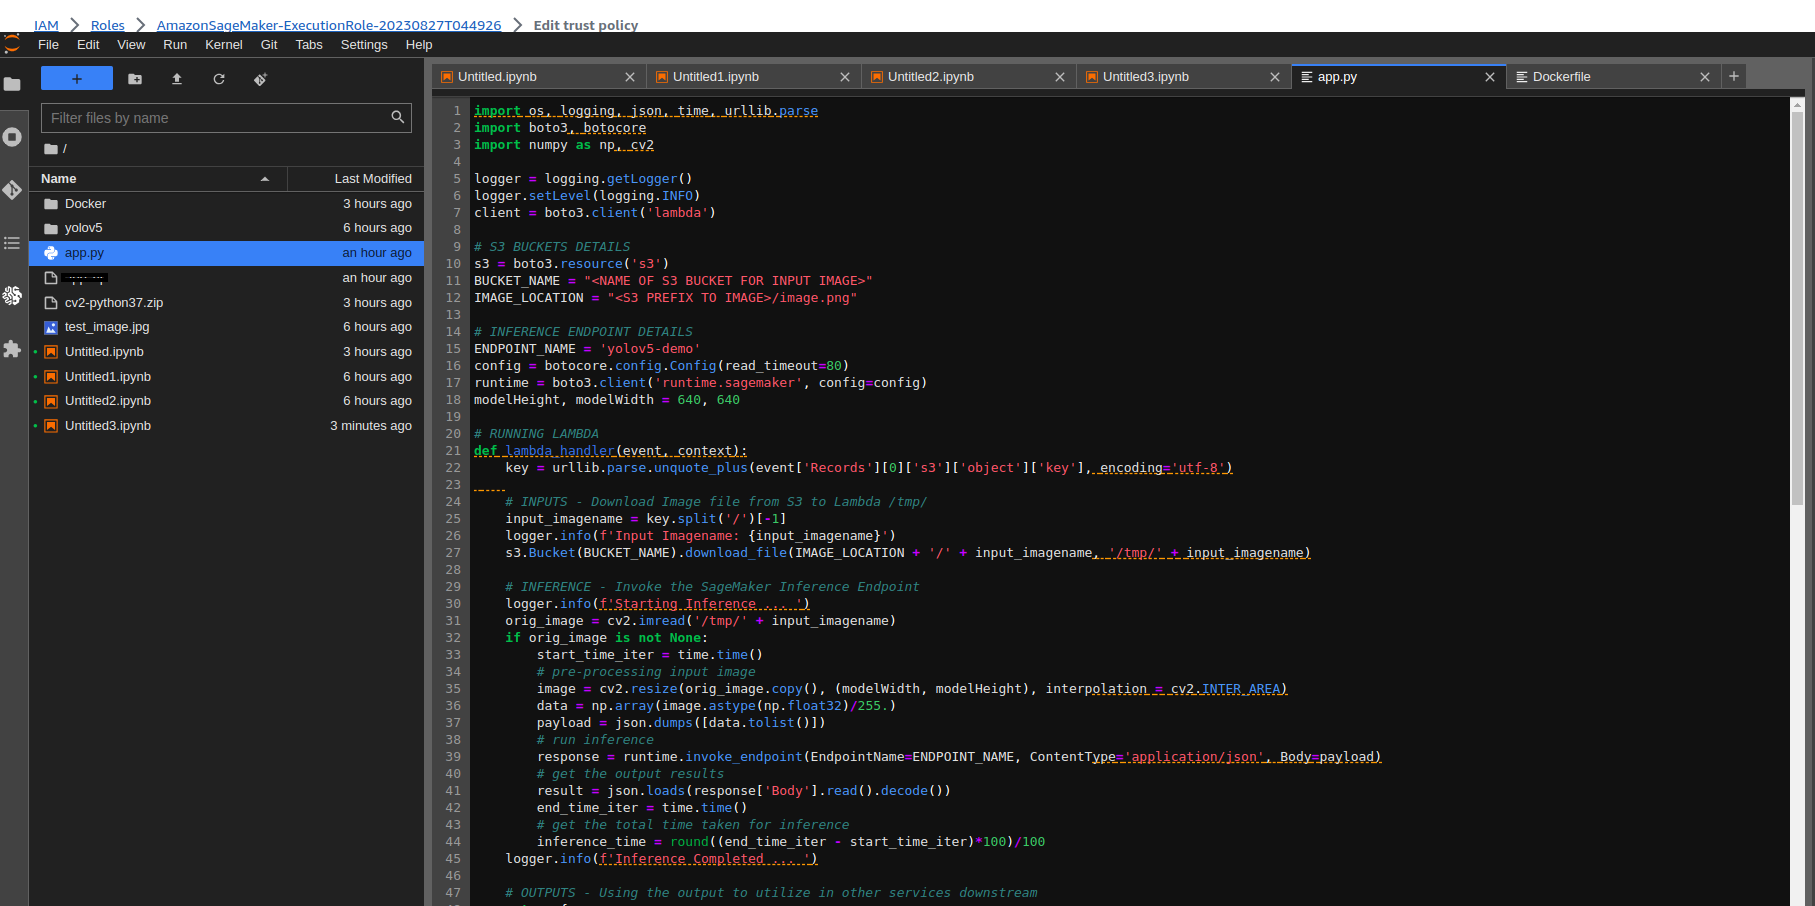 IAM > Roles > AmazonSageMaker-ExecutionRole-20230827T044926 > Edit trust policy
File Edit View Run Kernel Git Tabs Settings Help
Untitled.ipynb Untitled1.ipynb Untitled2.ipynb Untitled3.ipynb app.py Dockerfile
Filter files by name
/
Name Last Modified
Docker 3 hours ago
yolov5 6 hours ago
app.py an hour ago
an hour ago
cv2-python37.zip 3 hours ago
test_image.jpg 6 hours ago
Untitled.ipynb 3 hours ago
Untitled1.ipynb 6 hours ago
Untitled2.ipynb 6 hours ago
Untitled3.ipynb 3 minutes ago
1 import os, logging, json, time, urllib.parse
2 import boto3, botocore
3 import numpy as np, cv2
4
5 logger = logging.getLogger()
6 logger.setLevel(logging.INFO)
7 client = boto3.client('lambda')
8
9 # S3 BUCKETS DETAILS
10 s3 = boto3.resource('s3')
11 BUCKET_NAME = "<NAME OF S3 BUCKET FOR INPUT IMAGE>"
12 IMAGE_LOCATION = "<S3 PREFIX TO IMAGE>/image.png"
13
14 # INFERENCE ENDPOINT DETAILS
15 ENDPOINT_NAME = 'yolov5-demo'
16 config = botocore.config.Config(read_timeout=80)
17 runtime = boto3.client('runtime.sagemaker', config=config)
18 modelHeight, modelWidth = 640, 640
19
20 # RUNNING LAMBDA
21 def lambda_handler(event, context):
22     key = urllib.parse.unquote_plus(event['Records'][0]['s3']['object']['key'], encoding='utf-8')
23
24     # INPUTS - Download Image file from S3 to Lambda /tmp/
25     input_imagename = key.split('/')[-1]
26     logger.info(f'Input Imagename: {input_imagename}')
27     s3.Bucket(BUCKET_NAME).download_file(IMAGE_LOCATION + '/' + input_imagename, '/tmp/' + input_imagename)
28
29     # INFERENCE - Invoke the SageMaker Inference Endpoint
30     logger.info(f'Starting Inference ... ')
31     orig_image = cv2.imread('/tmp/' + input_imagename)
32     if orig_image is not None:
33         start_time_iter = time.time()
34         # pre-processing input image
35         image = cv2.resize(orig_image.copy(), (modelWidth, modelHeight), interpolation = cv2.INTER_AREA)
36         data = np.array(image.astype(np.float32)/255.)
37         payload = json.dumps([data.tolist()])
38         # run inference
39         response = runtime.invoke_endpoint(EndpointName=ENDPOINT_NAME, ContentType='application/json', Body=payload)
40         # get the output results
41         result = json.loads(response['Body'].read().decode())
42         end_time_iter = time.time()
43         # get the total time taken for inference
44         inference_time = round((end_time_iter - start_time_iter)*100)/100
45     logger.info(f'Inference Completed ... ')
46
47     # OUTPUTS - Using the output to utilize in other services downstream